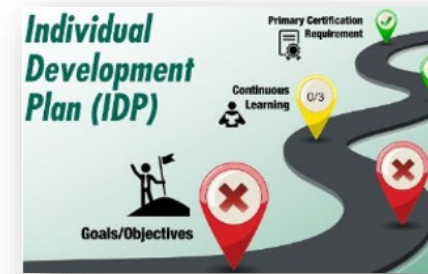 Individual
Development
Plan (IDP)
Primary Certification
Requirement
Continuous
Learning
0/3
Goals/Objectives